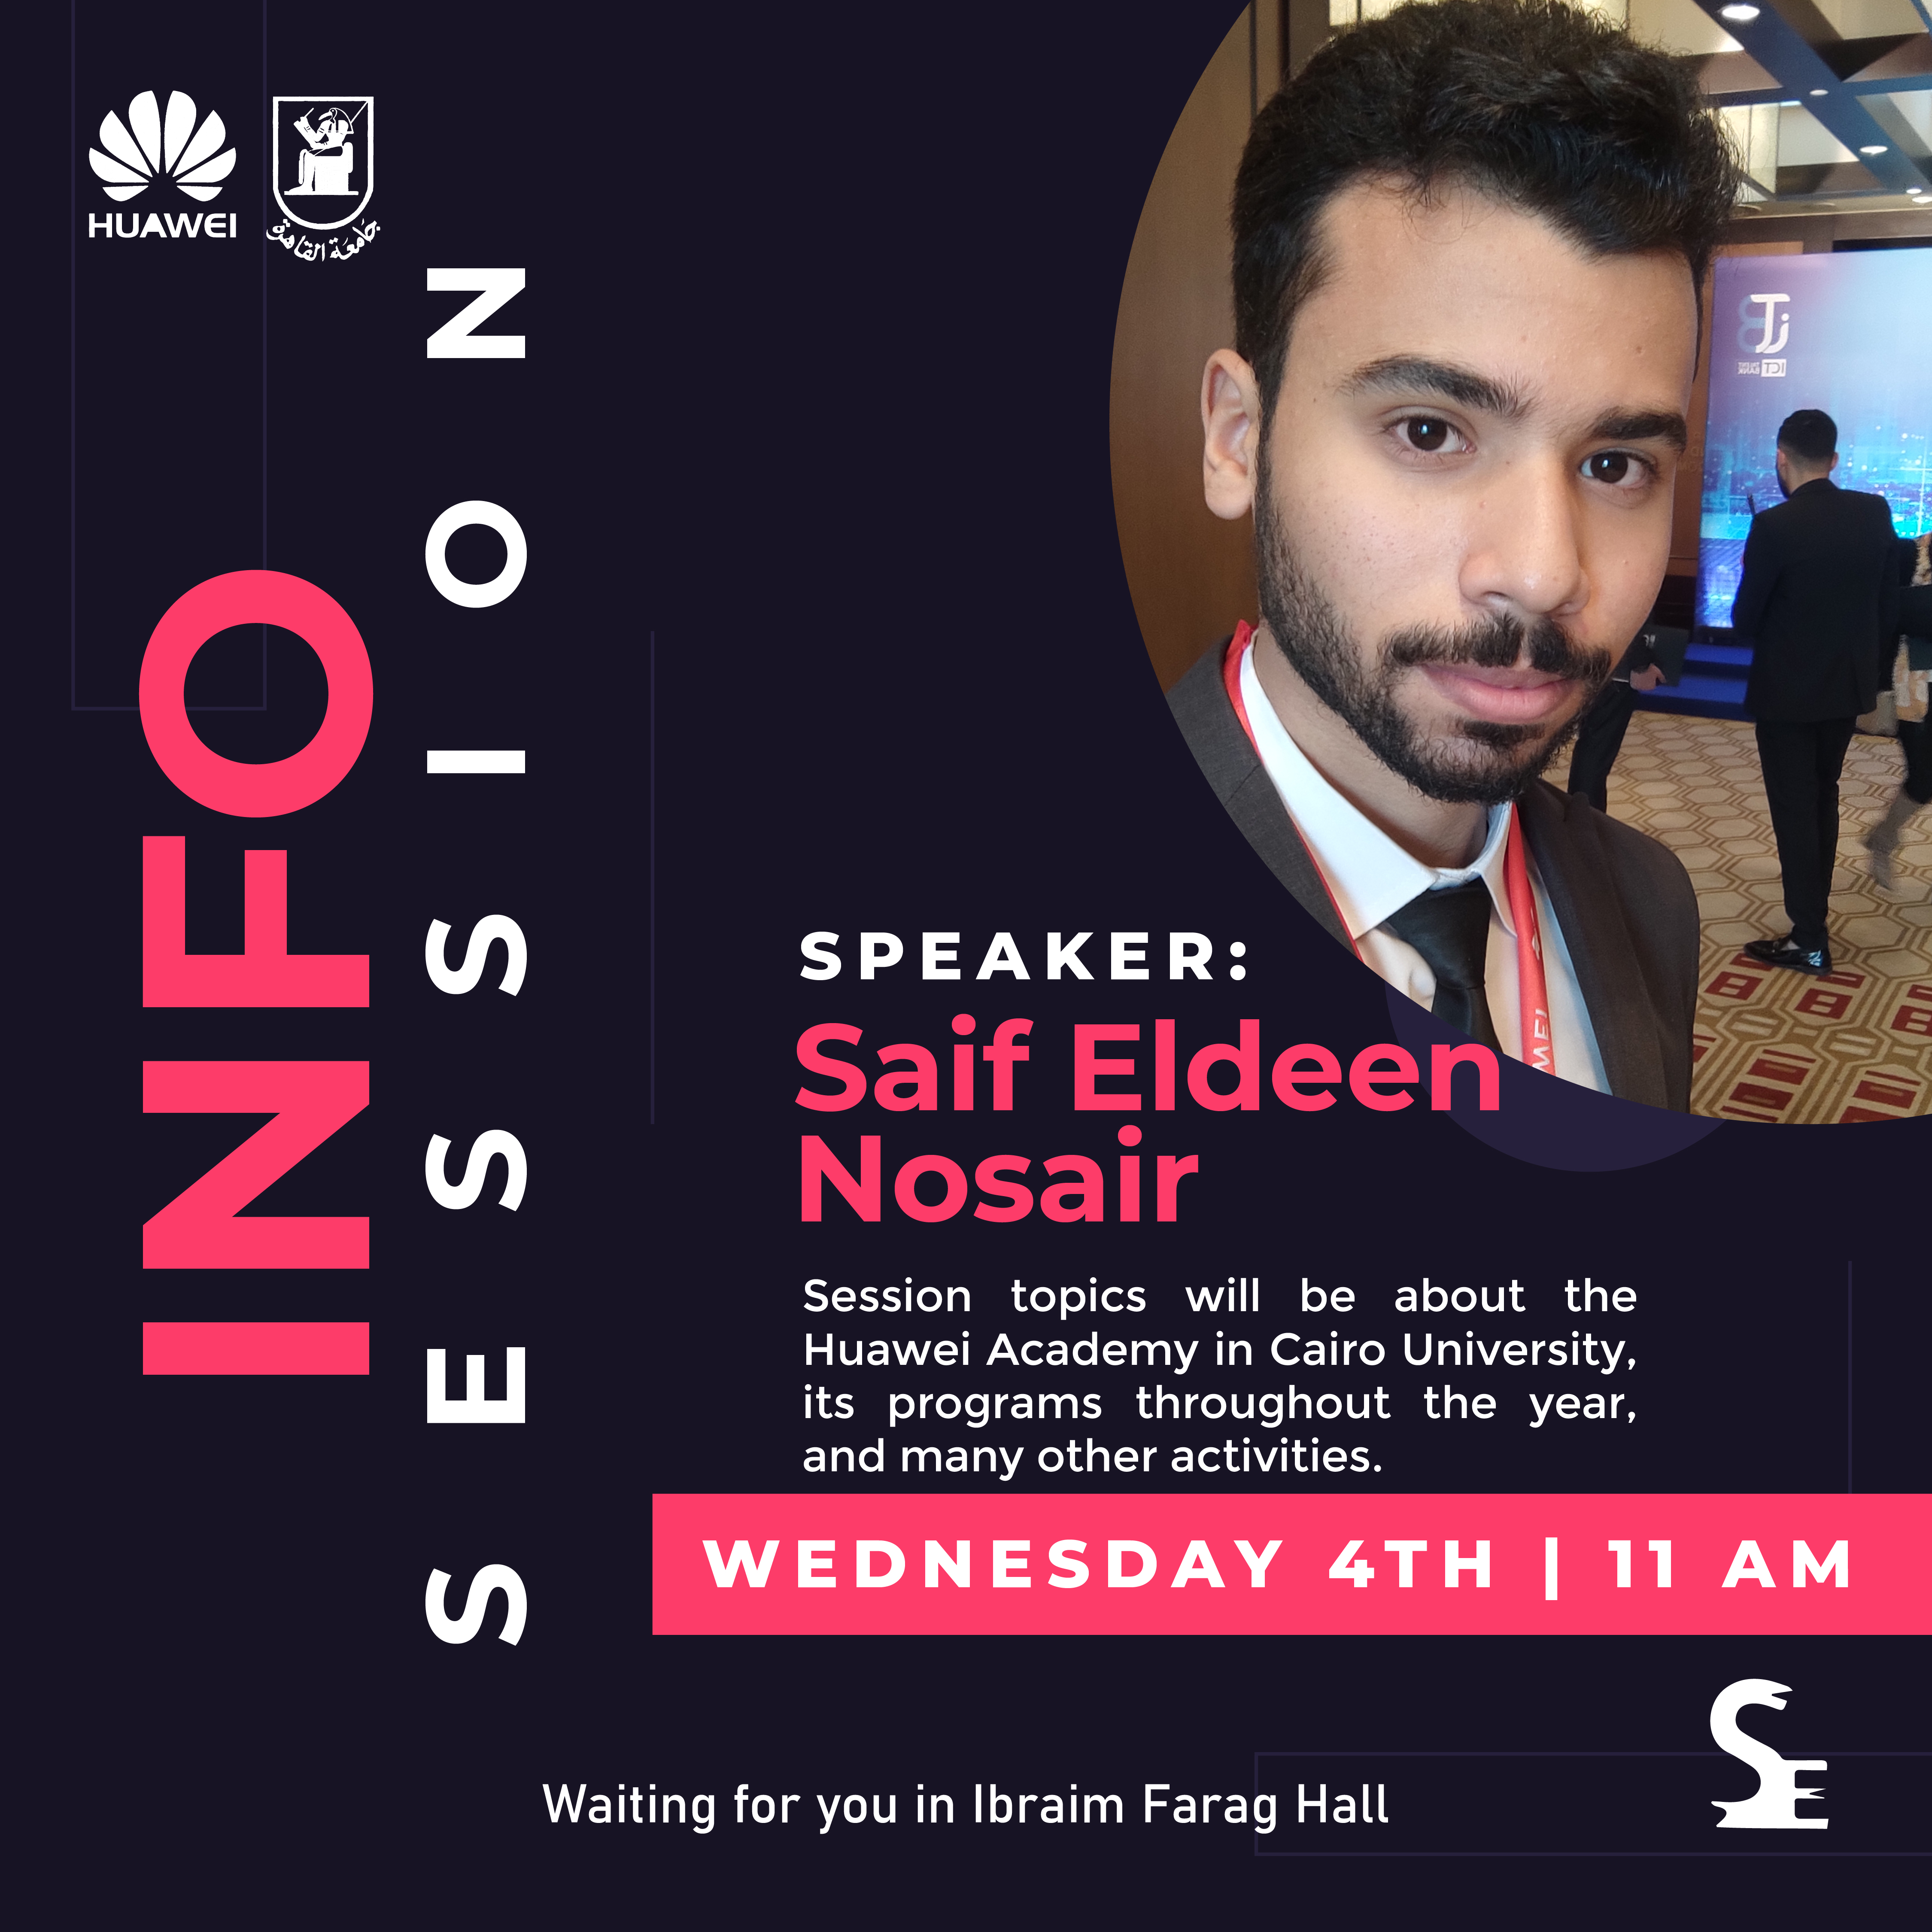 HUAWEI
جامعة القاهرة
INFO
SESSION
SPEAKER:
Saif Eldeen
Nosair
Session topics will be about the
Huawei Academy in Cairo University,
its programs throughout the year,
and many other activities.
WEDNESDAY 4TH | 11 AM
Waiting for you in Ibraim Farag Hall
SE